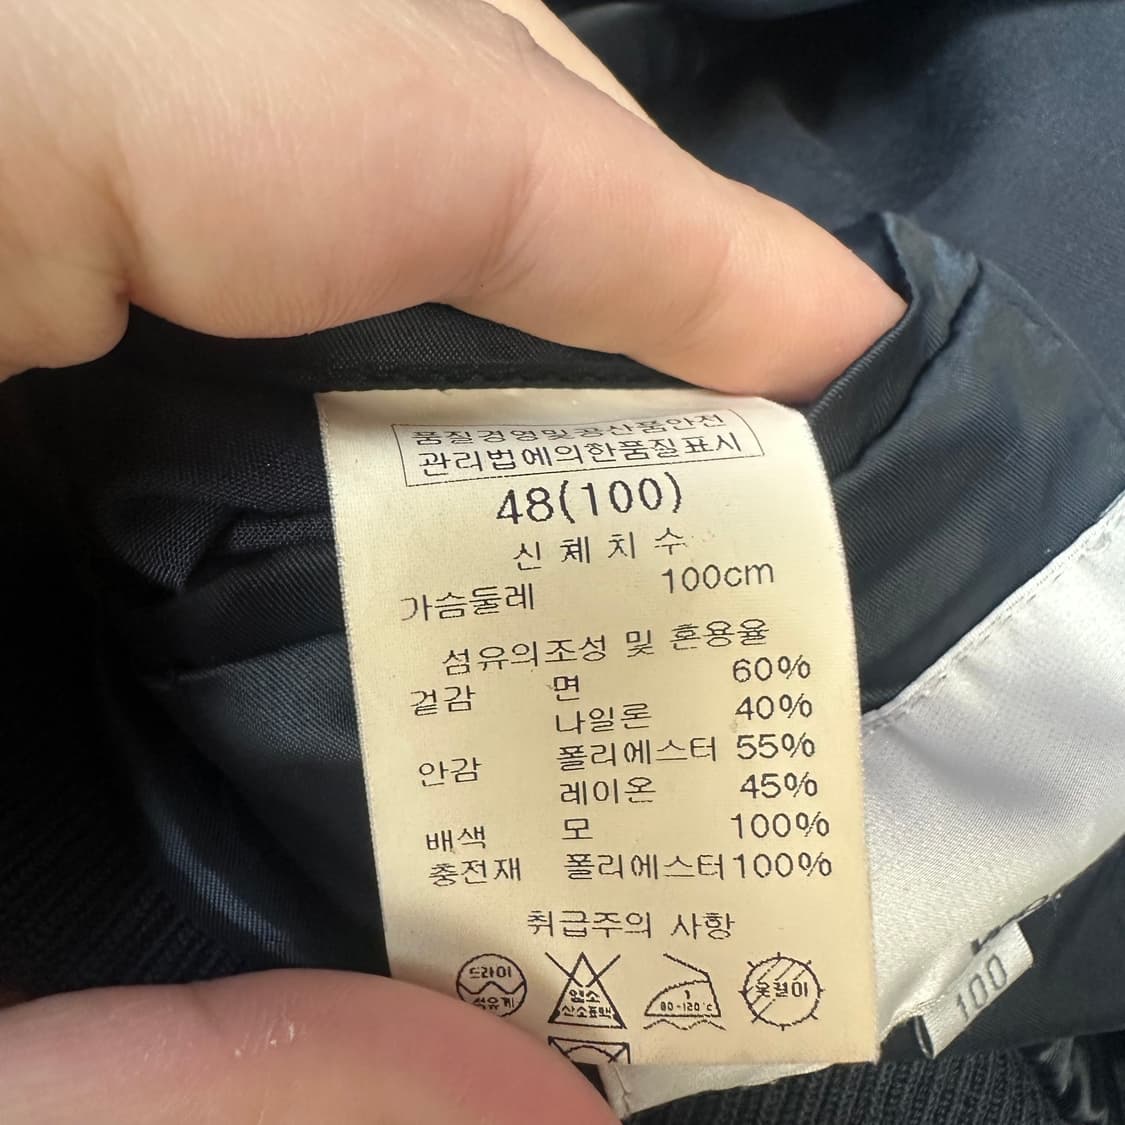 품질경영및공산품안전
관리법에의한품질표시
48(100)
신 체 치 수
가슴둘레 100cm
섬유의조성 및 혼용율
겉감 면 60%
나일론 40%
안감 폴리에스터 55%
레이온 45%
배색 모 100%
충전재 폴리에스터 100%
취급주의 사항
드라이
석유계
염소
산소표백
1
80-120°c
옷걸이
100